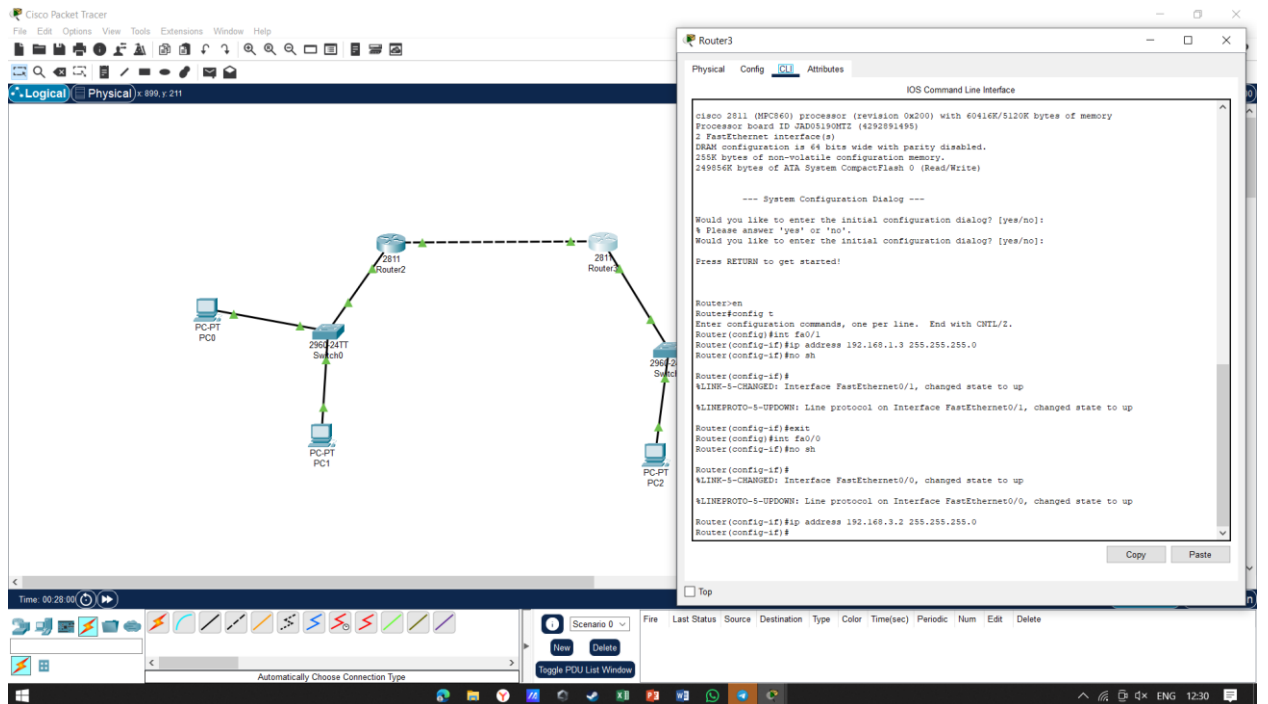 Cisco Packet Tracer
File Edit Options View Tools Extensions Window Help
Logical Physical x: 899, y: 211
Router3
Physical Config CLI Attributes
IOS Command Line Interface
cisco 2811 (MPC860) processor (revision 0x200) with 60416K/5120K bytes of memory
Processor board ID JAD05190MTZ (4292891495)
2 FastEthernet interface(s)
DRAM configuration is 64 bits wide with parity disabled.
255K bytes of non-volatile configuration memory.
249856K bytes of ATA System CompactFlash 0 (Read/Write)
--- System Configuration Dialog ---
Would you like to enter the initial configuration dialog? [yes/no]:
% Please answer 'yes' or 'no'.
Would you like to enter the initial configuration dialog? [yes/no]:
Press RETURN to get started!
Router>en
Router#config t
Enter configuration commands, one per line. End with CNTL/Z.
Router(config)#int fa0/1
Router(config-if)#ip address 192.168.1.3 255.255.255.0
Router(config-if)#no sh
Router(config-if)#
%LINK-5-CHANGED: Interface FastEthernet0/1, changed state to up
%LINEPROTO-5-UPDOWN: Line protocol on Interface FastEthernet0/1, changed state to up
Router(config-if)#exit
Router(config)#int fa0/0
Router(config-if)#no sh
Router(config-if)#
%LINK-5-CHANGED: Interface FastEthernet0/0, changed state to up
%LINEPROTO-5-UPDOWN: Line protocol on Interface FastEthernet0/0, changed state to up
Router(config-if)#ip address 192.168.3.2 255.255.255.0
Router(config-if)#
Copy Paste
Top
2811
Router2
2811
Router3
PC-PT
PC0
2960-24TT
Switch0
PC-PT
PC1
2960-2
Switc
PC-PT
PC2
Time: 00:28:00
Scenario 0
New Delete
Toggle PDU List Window
Fire Last Status Source Destination Type Color Time(sec) Periodic Num Edit Delete
Automatically Choose Connection Type
ENG 12:30